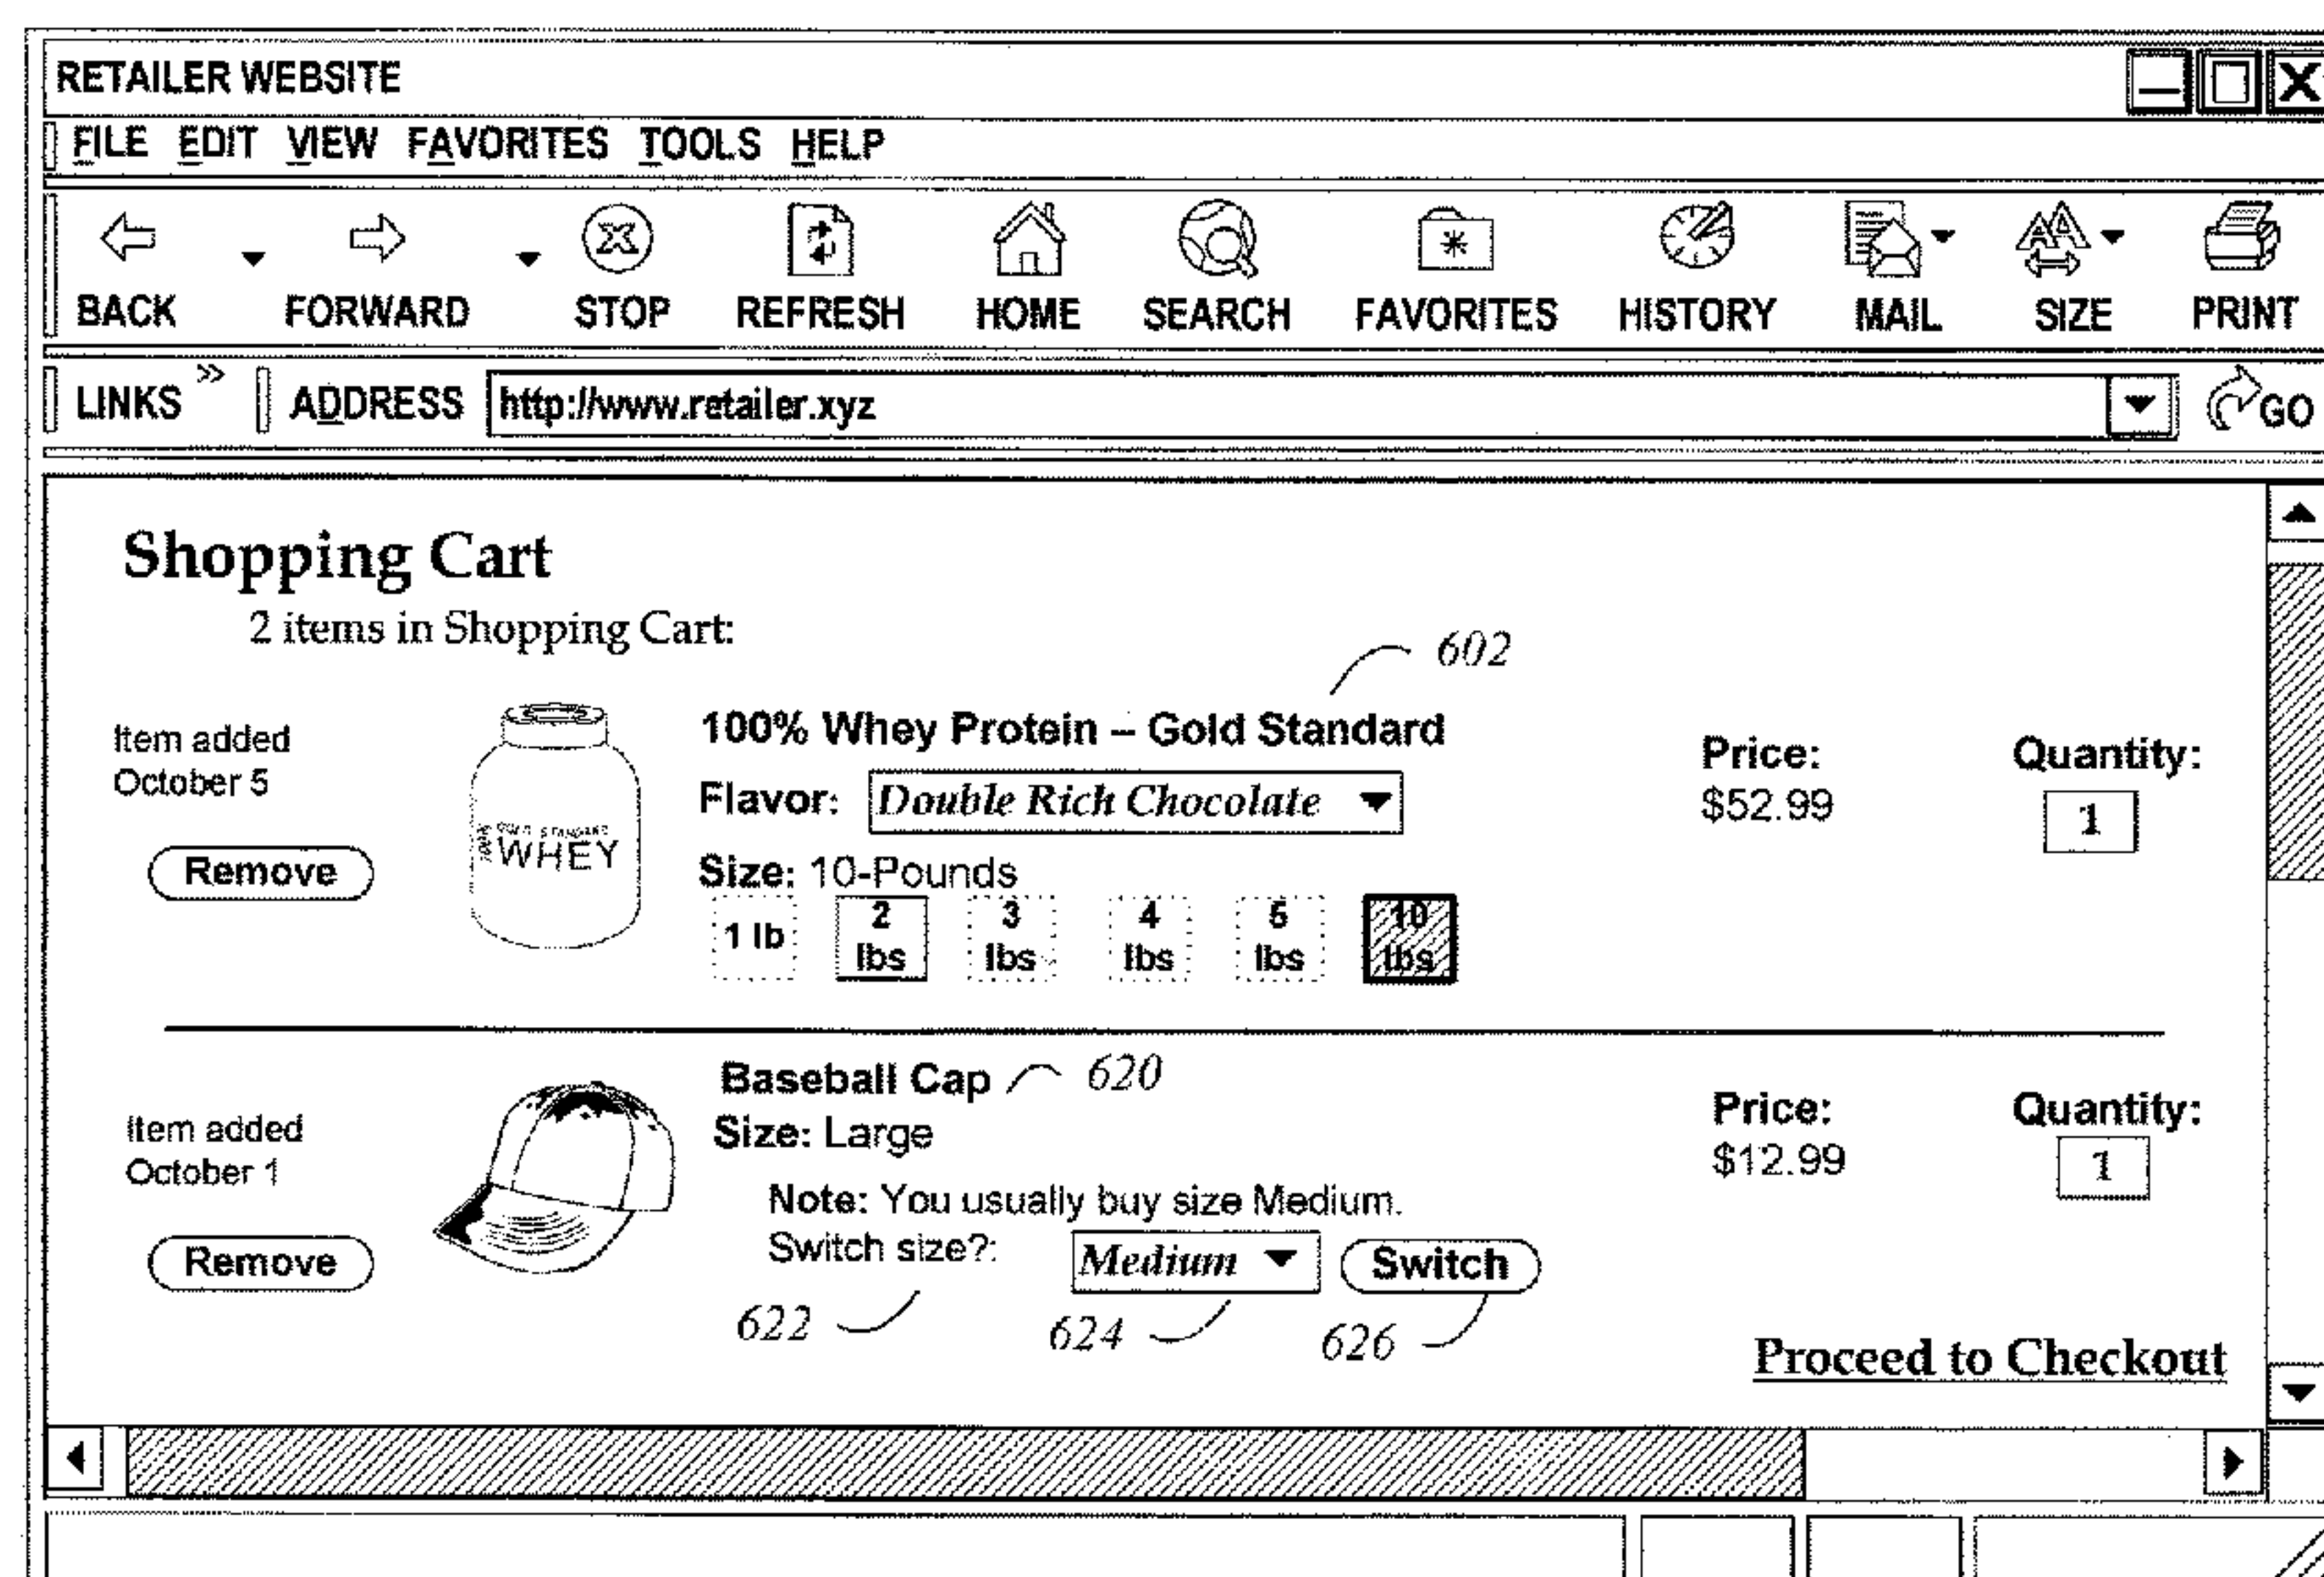 RETAILER WEBSITE
FILE EDIT VIEW FAVORITES TOOLS HELP
BACK FORWARD STOP REFRESH HOME SEARCH FAVORITES HISTORY MAIL SIZE PRINT
LINKS » ADDRESS http://www.retailer.xyz GO
Shopping Cart
2 items in Shopping Cart:
602
100% Whey Protein – Gold Standard
Item added
October 5
Price: Quantity:
Flavor: Double Rich Chocolate $52.99 1
WHEY
Remove
Size: 10-Pounds
1 lb 2 lbs 3 lbs 4 lbs 5 lbs 10 lbs
Baseball Cap 620
Item added
October 1
Size: Large
Price: Quantity:
$12.99 1
Note: You usually buy size Medium.
Switch size?: Medium Switch
Remove
622 624 626
Proceed to Checkout